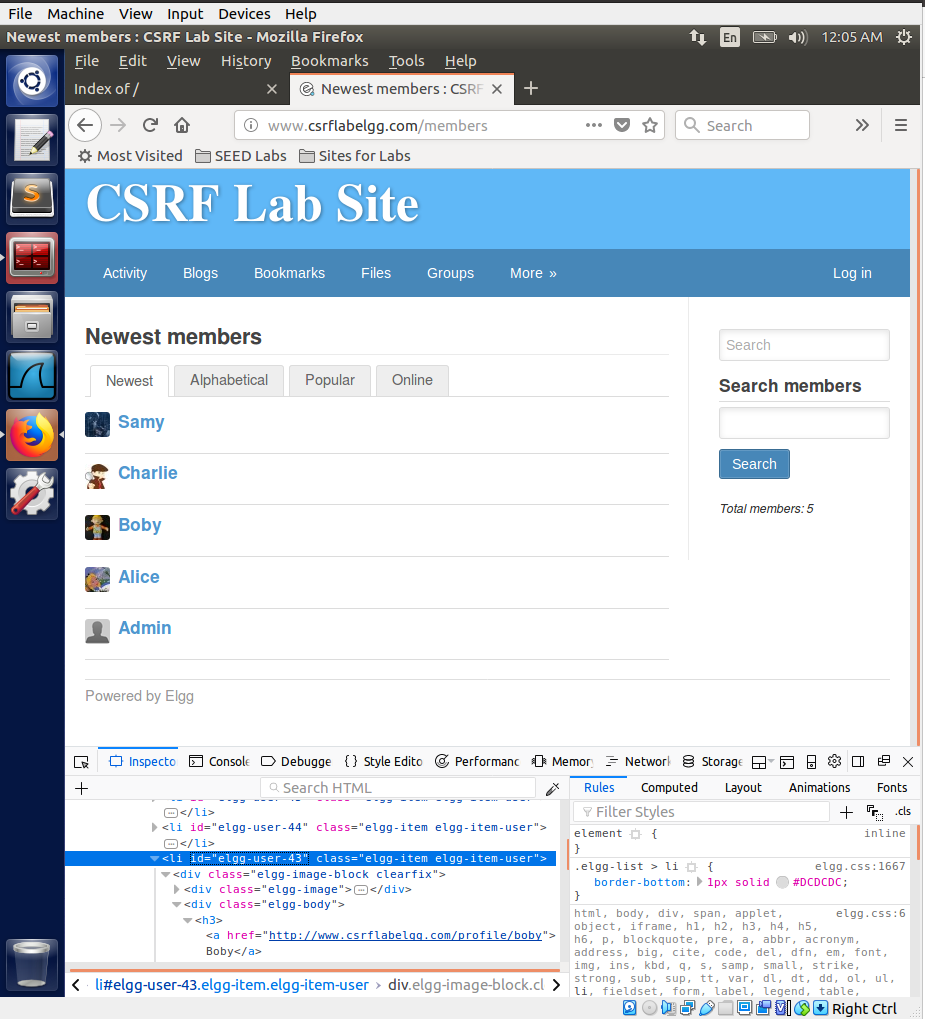 File Machine View Input Devices Help
Newest members : CSRF Lab Site - Mozilla Firefox En 12:05 AM
File Edit View History Bookmarks Tools Help
Index of / × Newest members : CSRF × +
www.csrflabelgg.com/members ••• Search »
Most Visited SEED Labs Sites for Labs
CSRF Lab Site
Activity Blogs Bookmarks Files Groups More » Log in
Newest members
Newest Alphabetical Popular Online
Samy
Charlie
Boby
Alice
Admin
Search
Search members
Search
Total members: 5
Powered by Elgg
Inspecto Console Debugge Style Edito Performanc Memor Network Storag
+ Search HTML
</li>
<li id="elgg-user-44" class="elgg-item elgg-item-user">
</li>
<li id="elgg-user-43" class="elgg-item elgg-item-user">
<div class="elgg-image-block clearfix">
<div class="elgg-image"></div>
<div class="elgg-body">
<h3>
<a href="http://www.csrflabelgg.com/profile/boby">
Boby</a>
li#elgg-user-43.elgg-item.elgg-item-user › div.elgg-image-block.cl
Rules Computed Layout Animations Fonts
Filter Styles + .cls
element { inline
}
.elgg-list > li { elgg.css:1667
border-bottom: 1px solid #DCDCDC;
}
html, body, div, span, applet, elgg.css:6
object, iframe, h1, h2, h3, h4, h5,
h6, p, blockquote, pre, a, abbr, acronym,
address, big, cite, code, del, dfn, em, font,
img, ins, kbd, q, s, samp, small, strike,
strong, sub, sup, tt, var, dl, dt, dd, ol, ul,
li, fieldset, form, label, legend, table,
Right Ctrl